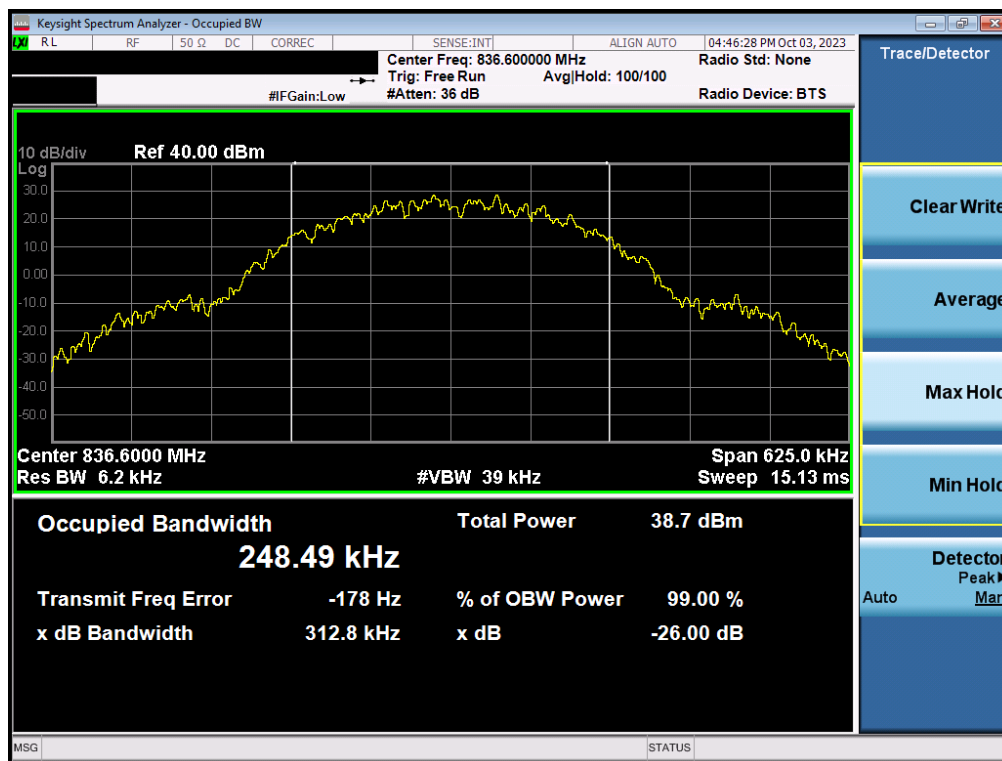 Keysight Spectrum Analyzer - Occupied BW
LXI RL RF 50 Ω DC CORREC SENSE:INT ALIGN AUTO 04:46:28 PM Oct 03, 2023
Center Freq: 836.600000 MHz Radio Std: None
Trig: Free Run Avg|Hold: 100/100
#IFGain:Low #Atten: 36 dB Radio Device: BTS
10 dB/div Ref 40.00 dBm
Log
30.0
20.0
10.0
0.00
-10.0
-20.0
-30.0
-40.0
-50.0
Center 836.6000 MHz Span 625.0 kHz
Res BW 6.2 kHz #VBW 39 kHz Sweep 15.13 ms
Occupied Bandwidth Total Power 38.7 dBm
248.49 kHz
Transmit Freq Error -178 Hz % of OBW Power 99.00 %
x dB Bandwidth 312.8 kHz x dB -26.00 dB
MSG STATUS
Trace/Detector
Clear Write
Average
Max Hold
Min Hold
Detector
Peak
Auto Man